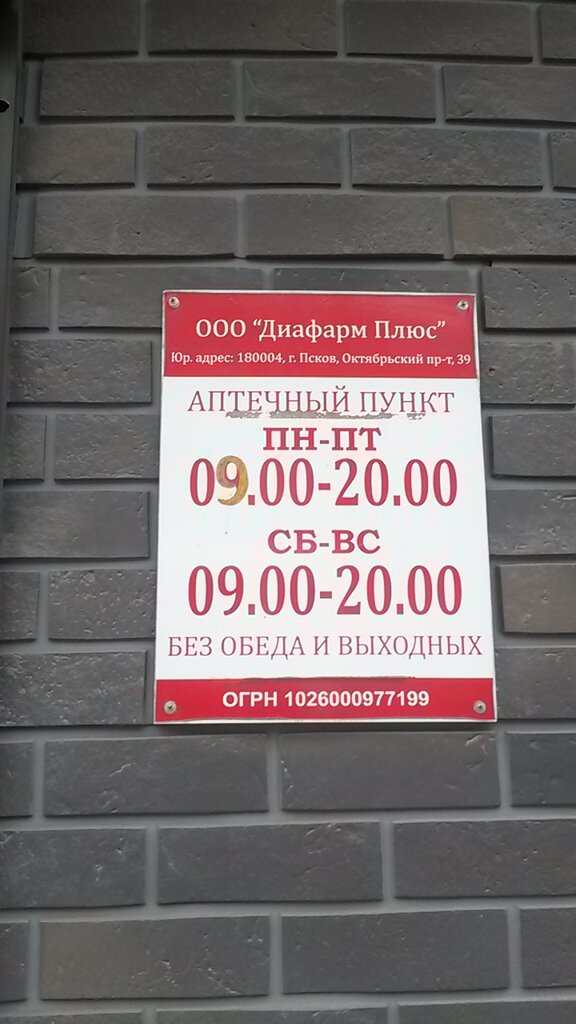 ООО "Диафарм Плюс"
Юр. адрес: 180004, г. Псков, Октябрьский пр-т, 39
АПТЕЧНЫЙ ПУНКТ
ПН-ПТ
09.00-20.00
СБ-ВС
09.00-20.00
БЕЗ ОБЕДА И ВЫХОДНЫХ
ОГРН 1026000977199